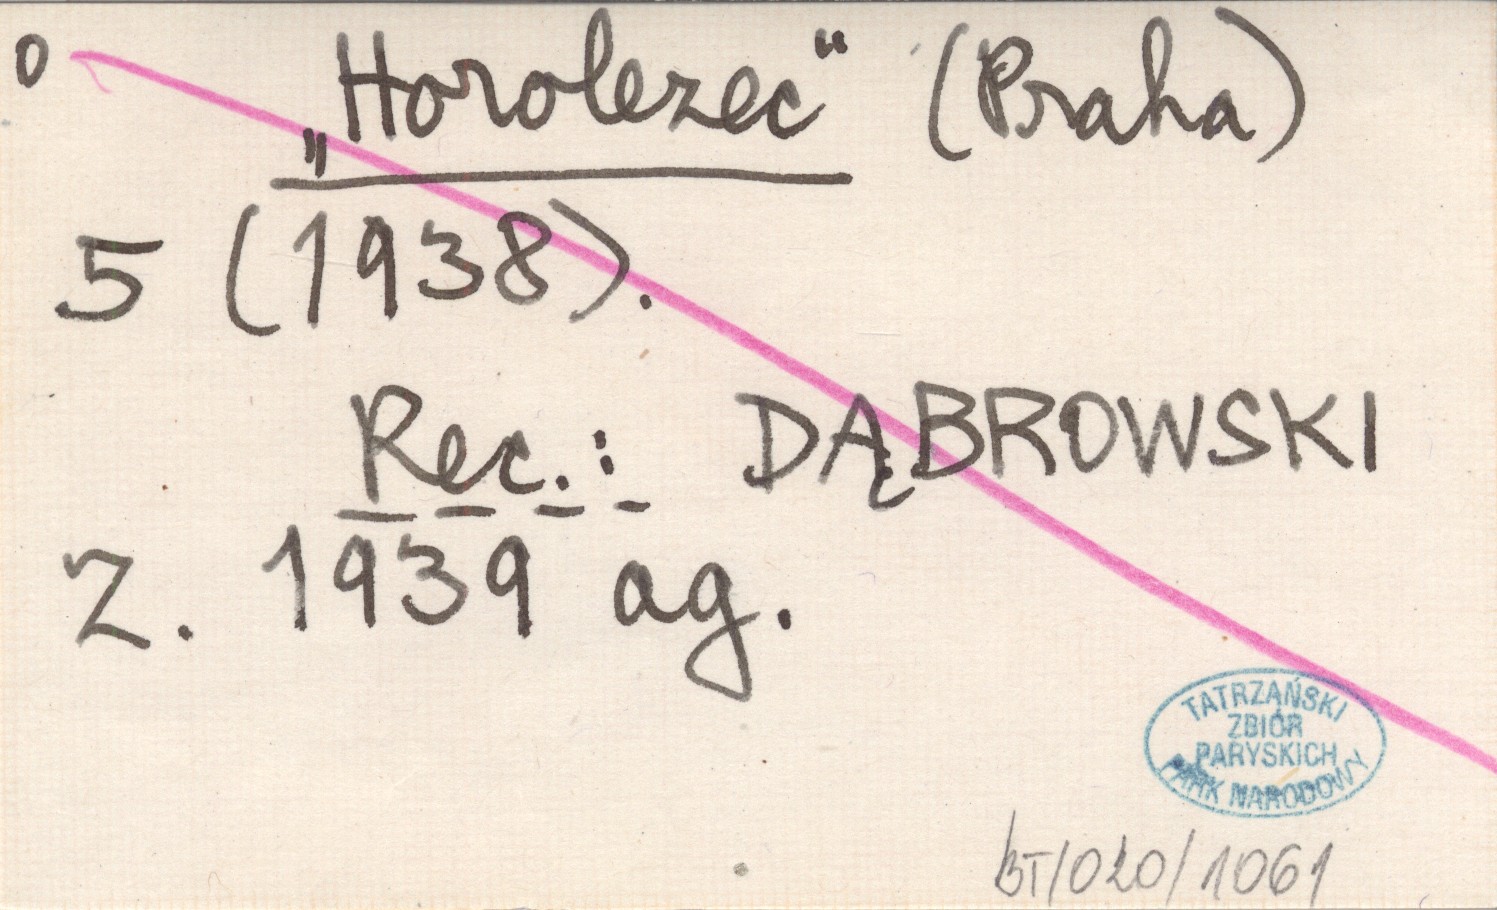 0 „Horolezec“ (Praha)
5 (1938).
Rec.: DĄBROWSKI
Z. 1939 ag.
TATRZAŃSKI
ZBIÓR
PARYSKICH
PARK NARODOWY
BT/020/1061